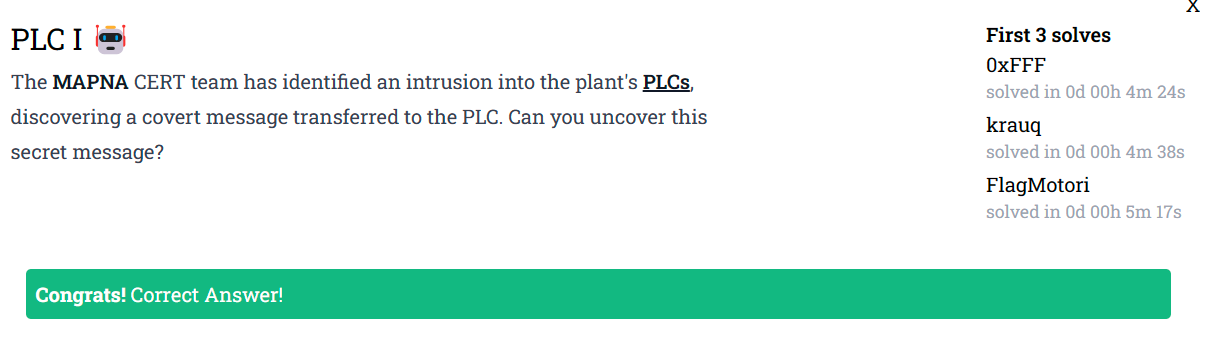 X
PLC I 🤖
The MAPNA CERT team has identified an intrusion into the plant's PLCs,
discovering a covert message transferred to the PLC. Can you uncover this
secret message?
First 3 solves
0xFFF
solved in 0d 00h 4m 24s
krauq
solved in 0d 00h 4m 38s
FlagMotori
solved in 0d 00h 5m 17s
Congrats! Correct Answer!